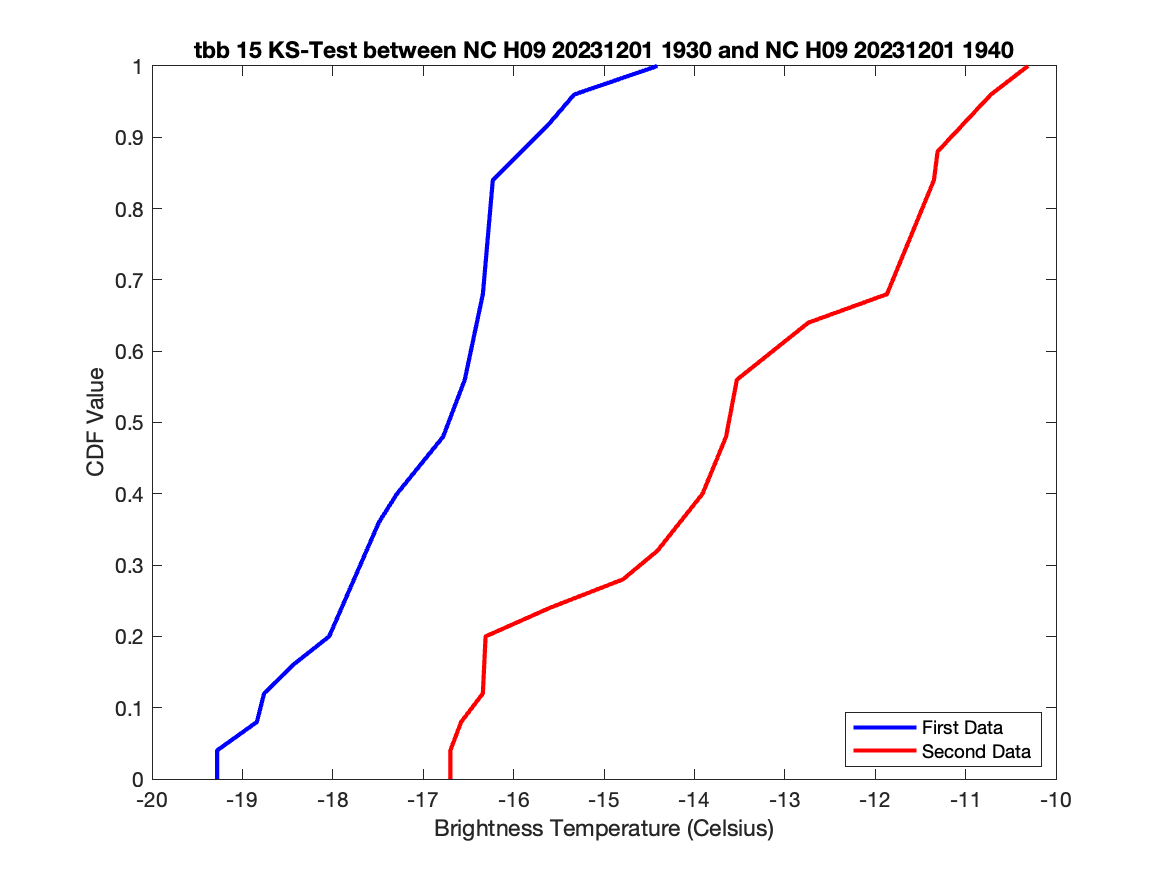 tbb 15 KS-Test between NC H09 20231201 1930 and NC H09 20231201 1940
1
0.9
0.8
0.7
0.6
0.5
0.4
0.3
0.2
0.1
0
CDF Value
First Data
Second Data
-20 -19 -18 -17 -16 -15 -14 -13 -12 -11 -10
Brightness Temperature (Celsius)